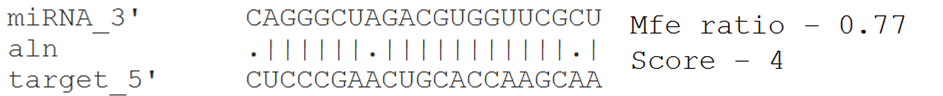 miRNA_3' CAGGGCUAGACGUGGUUCGCU
aln .||||||.|||||||||||.|
target_5' CUCCCGAACUGCACCAAGCAA
Mfe ratio – 0.77
Score – 4